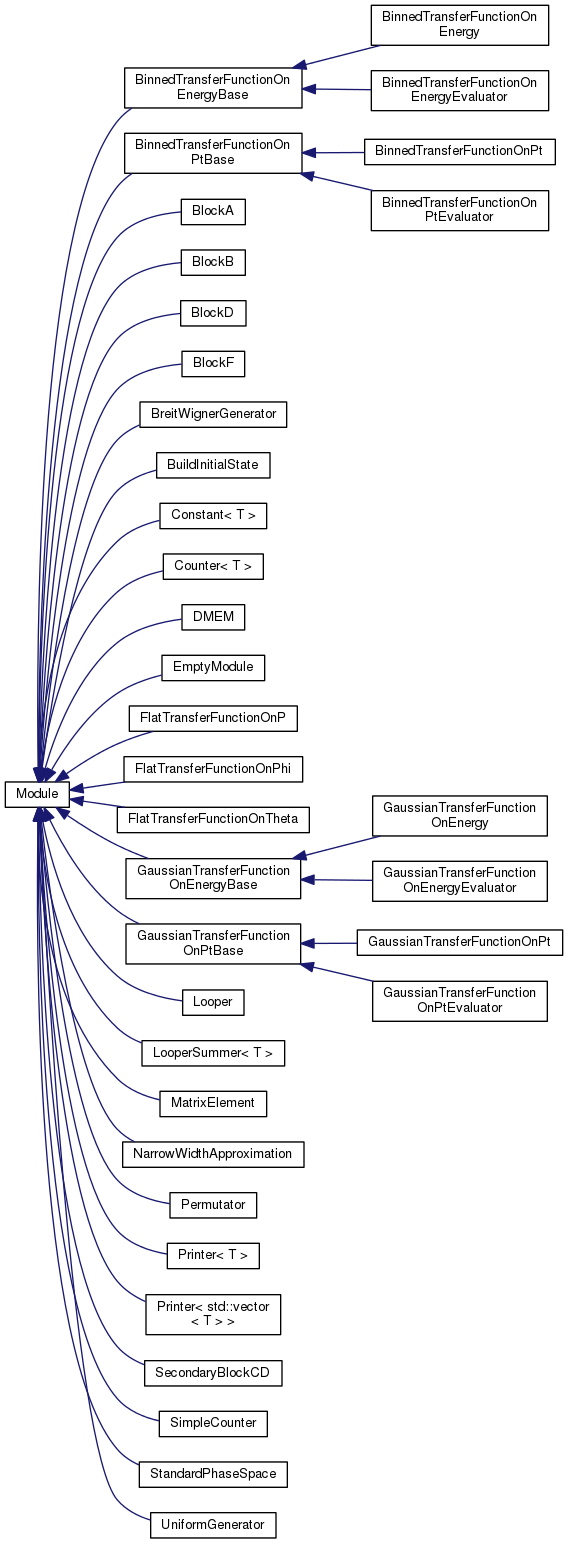 BinnedTransferFunctionOn
Energy
BinnedTransferFunctionOn
EnergyBase
BinnedTransferFunctionOn
EnergyEvaluator
BinnedTransferFunctionOn
PtBase
BinnedTransferFunctionOnPt
BinnedTransferFunctionOn
PtEvaluator
BlockA
BlockB
BlockD
BlockF
BreitWignerGenerator
BuildInitialState
Constant< T >
Counter< T >
DMEM
EmptyModule
FlatTransferFunctionOnP
FlatTransferFunctionOnPhi
Module
FlatTransferFunctionOnTheta
GaussianTransferFunction
OnEnergy
GaussianTransferFunction
OnEnergyBase
GaussianTransferFunction
OnEnergyEvaluator
GaussianTransferFunction
OnPtBase
GaussianTransferFunctionOnPt
GaussianTransferFunction
OnPtEvaluator
Looper
LooperSummer< T >
MatrixElement
NarrowWidthApproximation
Permutator
Printer< T >
Printer< std::vector
< T > >
SecondaryBlockCD
SimpleCounter
StandardPhaseSpace
UniformGenerator